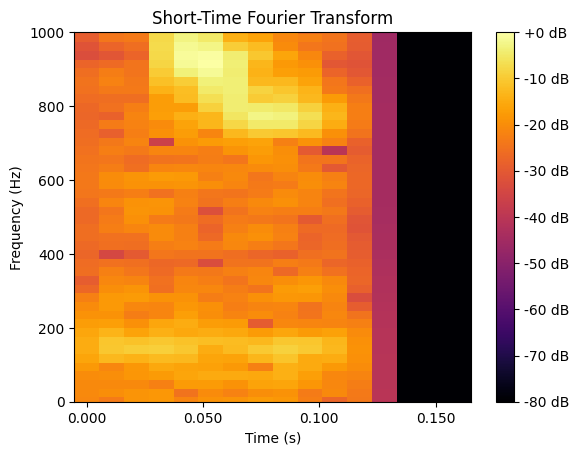 Short-Time Fourier Transform
1000
800
600
400
200
0
Frequency (Hz)
0.000
0.050
0.100
0.150
Time (s)
+0 dB
-10 dB
-20 dB
-30 dB
-40 dB
-50 dB
-60 dB
-70 dB
-80 dB